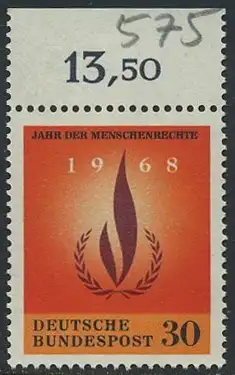 575
13,50
JAHR DER MENSCHENRECHTE
1968
DEUTSCHE
BUNDESPOST 30